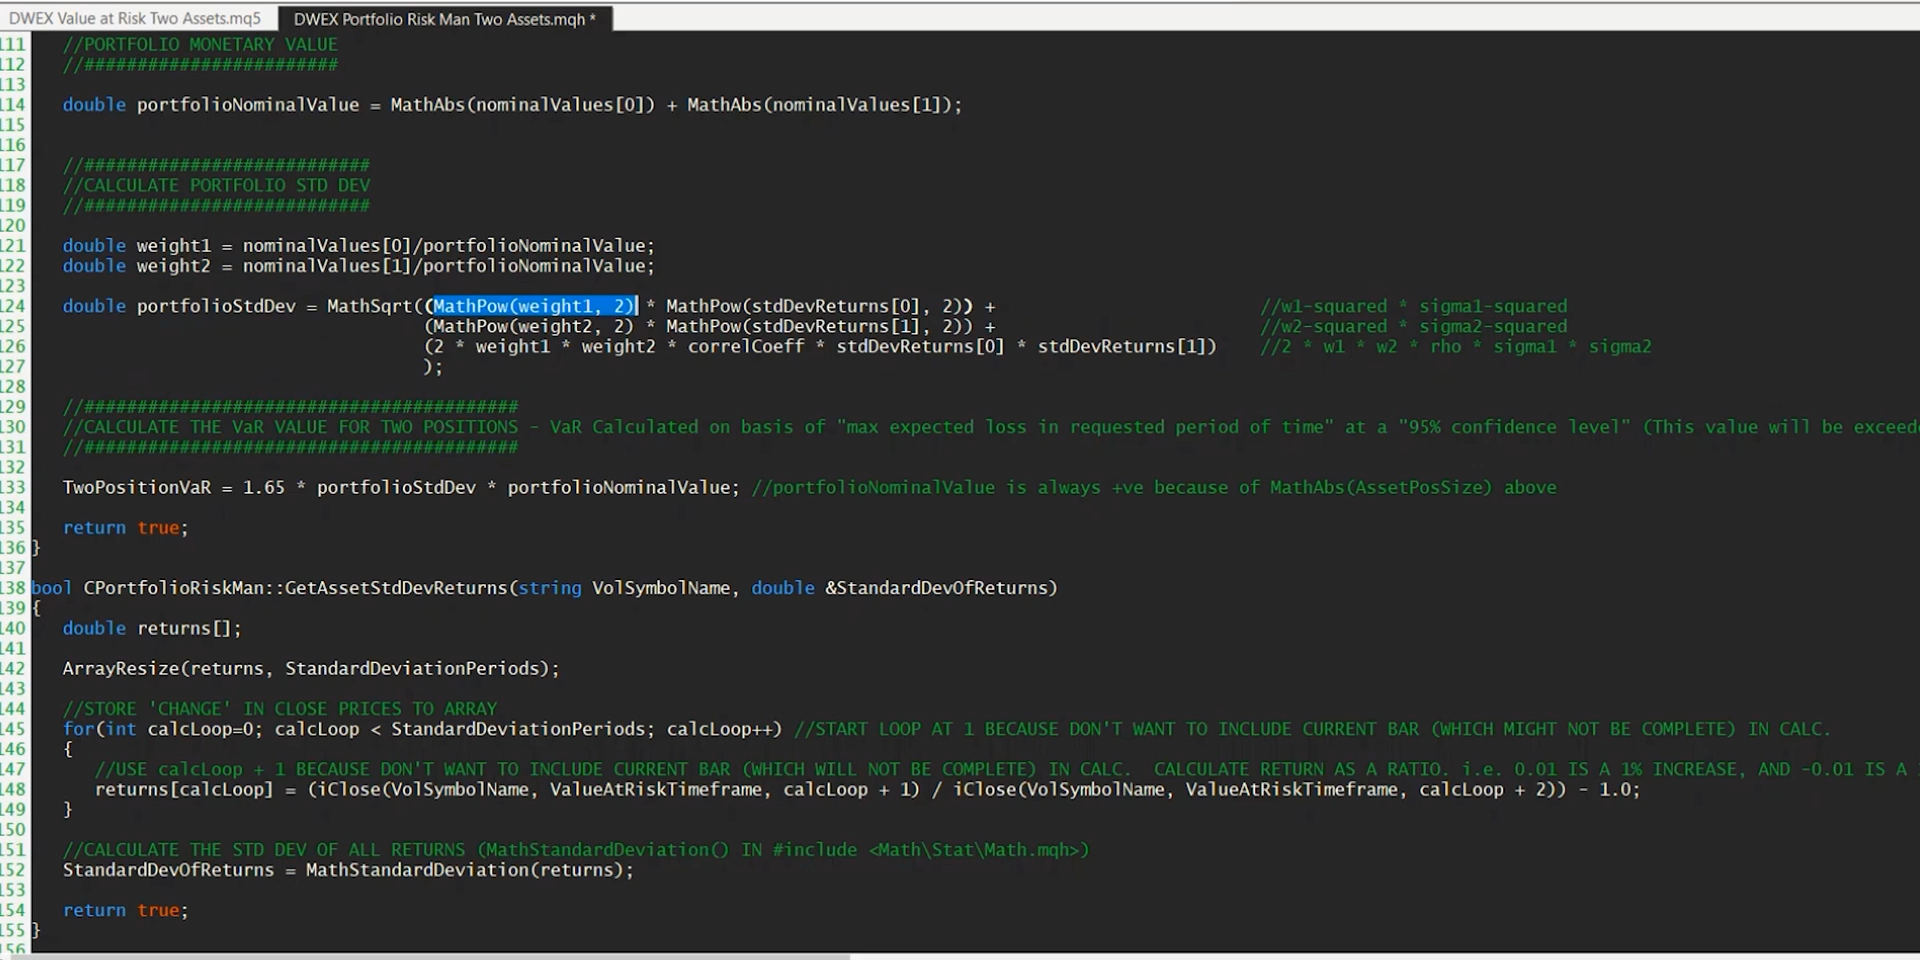 DWEX Value at Risk Two Assets.mq5 DWEX Portfolio Risk Man Two Assets.mqh *
111 //PORTFOLIO MONETARY VALUE
112 //########################
113
114 double portfolioNominalValue = MathAbs(nominalValues[0]) + MathAbs(nominalValues[1]);
115
116
117 //###########################
118 //CALCULATE PORTFOLIO STD DEV
119 //###########################
120
121 double weight1 = nominalValues[0]/portfolioNominalValue;
122 double weight2 = nominalValues[1]/portfolioNominalValue;
123
124 double portfolioStdDev = MathSqrt((MathPow(weight1, 2) * MathPow(stdDevReturns[0], 2)) + //w1-squared * sigma1-squared
125 (MathPow(weight2, 2) * MathPow(stdDevReturns[1], 2)) + //w2-squared * sigma2-squared
126 (2 * weight1 * weight2 * correlCoeff * stdDevReturns[0] * stdDevReturns[1]) //2 * w1 * w2 * rho * sigma1 * sigma2
127 );
128
129 //#########################################
130 //CALCULATE THE VaR VALUE FOR TWO POSITIONS - VaR Calculated on basis of "max expected loss in requested period of time" at a "95% confidence level" (This value will be exceede
131 //#########################################
132
133 TwoPositionVaR = 1.65 * portfolioStdDev * portfolioNominalValue; //portfolioNominalValue is always +ve because of MathAbs(AssetPosSize) above
134
135 return true;
136 }
137
138 bool CPortfolioRiskMan::GetAssetStdDevReturns(string VolSymbolName, double &StandardDevOfReturns)
139 {
140 double returns[];
141
142 ArrayResize(returns, StandardDeviationPeriods);
143
144 //STORE 'CHANGE' IN CLOSE PRICES TO ARRAY
145 for(int calcLoop=0; calcLoop < StandardDeviationPeriods; calcLoop++) //START LOOP AT 1 BECAUSE DON'T WANT TO INCLUDE CURRENT BAR (WHICH MIGHT NOT BE COMPLETE) IN CALC.
146 {
147 //USE calcLoop + 1 BECAUSE DON'T WANT TO INCLUDE CURRENT BAR (WHICH WILL NOT BE COMPLETE) IN CALC. CALCULATE RETURN AS A RATIO. i.e. 0.01 IS A 1% INCREASE, AND -0.01 IS A 1
148 returns[calcLoop] = (iClose(VolSymbolName, ValueAtRiskTimeframe, calcLoop + 1) / iClose(VolSymbolName, ValueAtRiskTimeframe, calcLoop + 2)) - 1.0;
149 }
150
151 //CALCULATE THE STD DEV OF ALL RETURNS (MathStandardDeviation() IN #include <Math\Stat\Math.mqh>)
152 StandardDevOfReturns = MathStandardDeviation(returns);
153
154 return true;
155 }
156